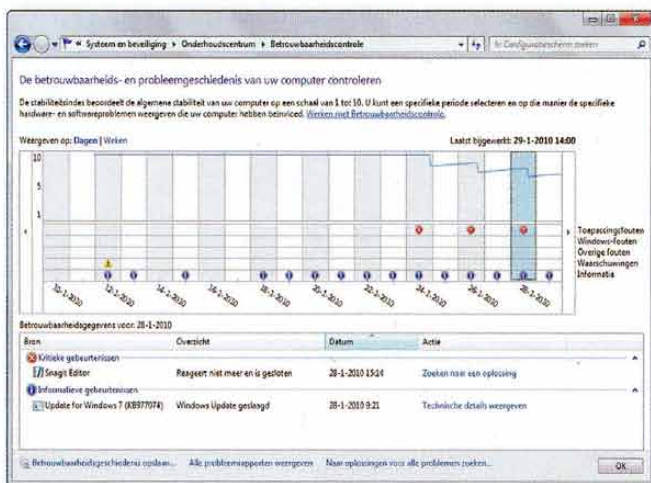 « Systeem en beveiliging ▸ Onderhoudscentrum ▸ Betrouwbaarheidscontrole
In Configuratiescherm zoeken
De betrouwbaarheids- en probleemgeschiedenis van uw computer controleren
De stabiliteitsindex beoordeelt de algemene stabiliteit van uw computer op een schaal van 1 tot 10. U kunt een specifieke periode selecteren en op die manier de specifieke
hardware- en softwareproblemen weergeven die uw computer hebben beïnvloed. Werken met Betrouwbaarheidscontrole.
Weergeven op: Dagen | Weken
Laatst bijgewerkt: 29-1-2010 14:00
10
5
1
Toepassingsfouten
Windows-fouten
Overige fouten
Waarschuwingen
Informatie
10-1-2010
12-1-2010
14-1-2010
16-1-2010
18-1-2010
20-1-2010
22-1-2010
24-1-2010
26-1-2010
28-1-2010
Betrouwbaarheidsgegevens voor: 28-1-2010
Bron Overzicht Datum Actie
Kritieke gebeurtenissen
Snagit Editor Reageert niet meer en is gesloten 28-1-2010 15:14 Zoeken naar een oplossing
Informatieve gebeurtenissen
Update for Windows 7 (KB977074) Windows Update geslaagd 28-1-2010 9:21 Technische details weergeven
Betrouwbaarheidsgeschiedenis opslaan... Alle probleemrapporten weergeven Naar oplossingen voor alle problemen zoeken...
OK